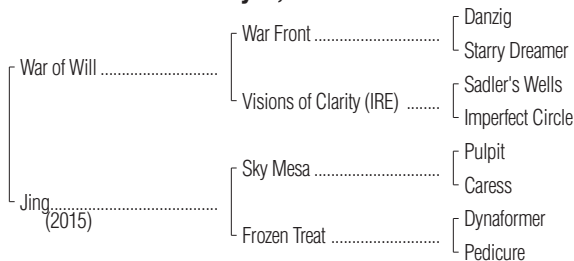 Danzig
War Front ........................
Starry Dreamer
War of Will ............................
Sadler's Wells
Visions of Clarity (IRE) ........
Imperfect Circle
Pulpit
Sky Mesa ........................
Caress
Jing........................................
(2015)
Dynaformer
Frozen Treat .....................
Pedicure